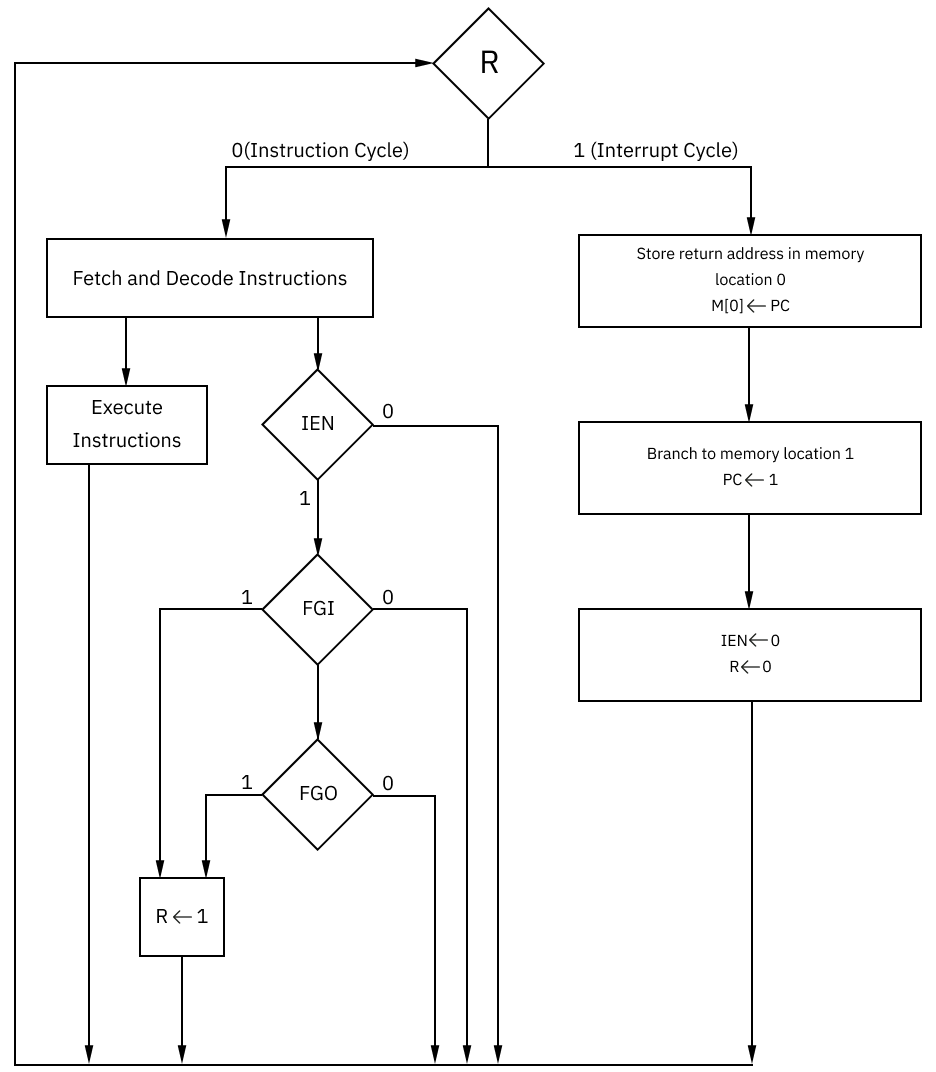 R
0(Instruction Cycle)
1 (Interrupt Cycle)
Fetch and Decode Instructions
Store return address in memory
location 0
M[0]← PC
Execute
Instructions
IEN
0
1
Branch to memory location 1
PC← 1
FGI
1
0
IEN←0
R←0
FGO
1
0
R ← 1